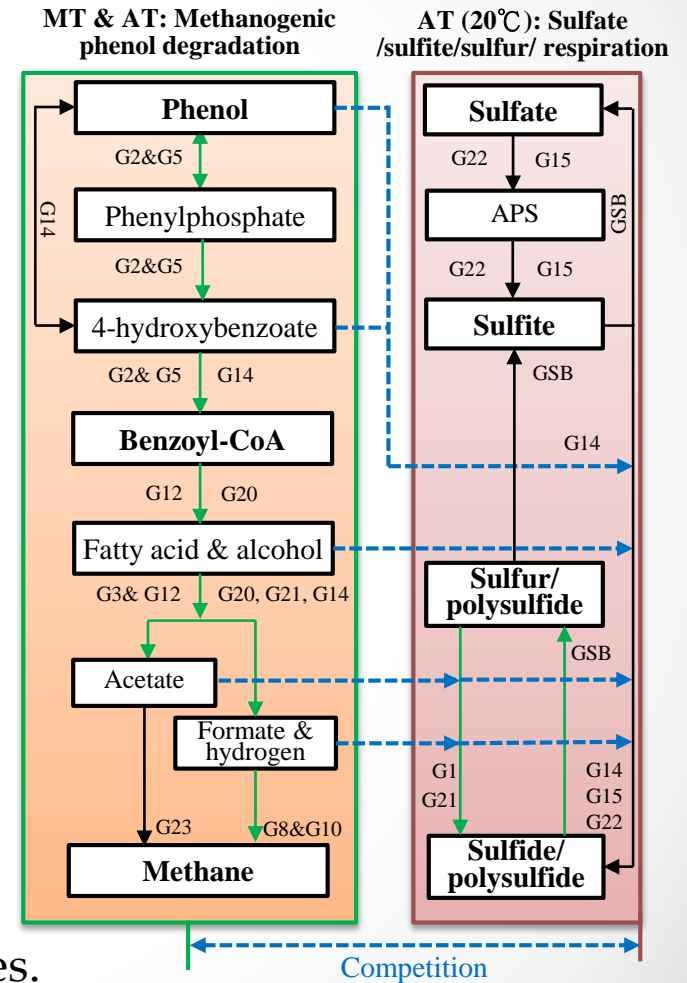 MT & AT: Methanogenic
phenol degradation
Phenol
G2&G5
G14
Phenylphosphate
G2&G5
4-hydroxybenzoate
G2& G5 G14
Benzoyl-CoA
G12 G20
Fatty acid & alcohol
G3& G12 G20, G21, G14
Acetate
Formate &
hydrogen
G23
G8&G10
Methane
AT (20℃): Sulfate
/sulfite/sulfur/ respiration
Sulfate
G22 G15
GSB
APS
G22 G15
Sulfite
GSB
G14
Sulfur/
polysulfide
GSB
G1
G21
G14
G15
G22
Sulfide/
polysulfide
es.
Competition